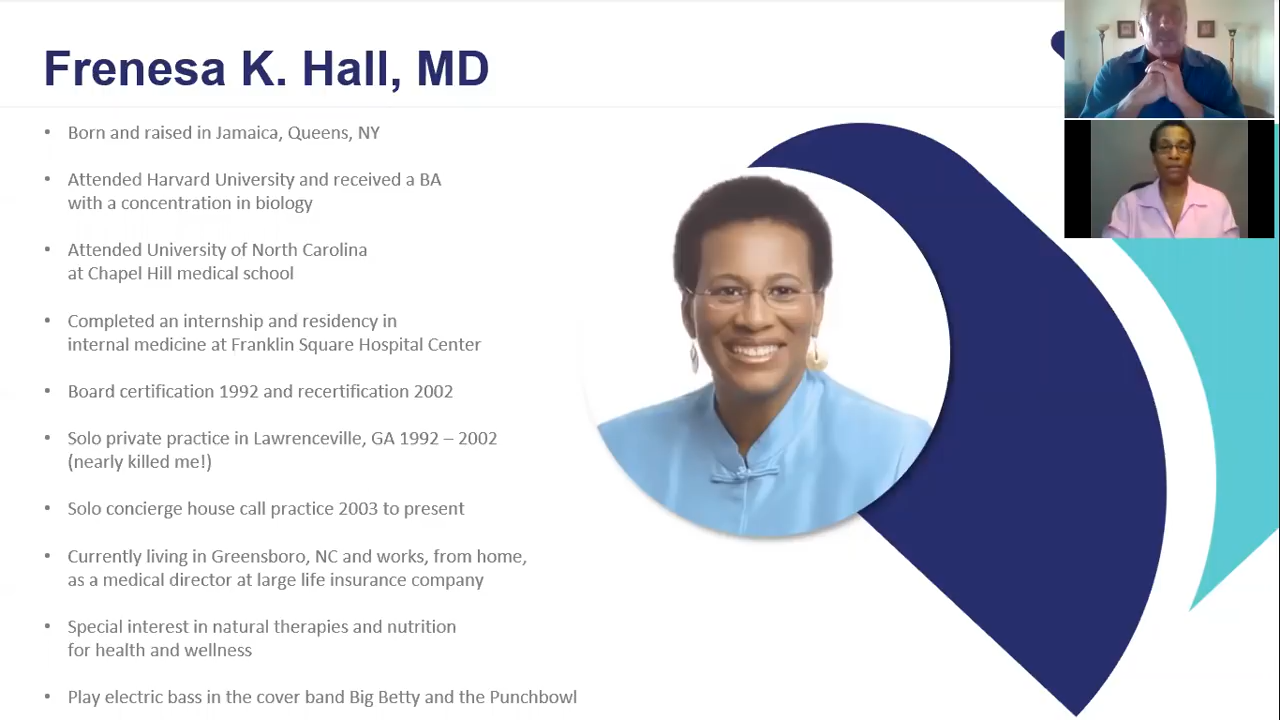 Frenesa K. Hall, MD
• Born and raised in Jamaica, Queens, NY
• Attended Harvard University and received a BA
with a concentration in biology
• Attended University of North Carolina
at Chapel Hill medical school
• Completed an internship and residency in
internal medicine at Franklin Square Hospital Center
• Board certification 1992 and recertification 2002
• Solo private practice in Lawrenceville, GA 1992 – 2002
(nearly killed me!)
• Solo concierge house call practice 2003 to present
• Currently living in Greensboro, NC and works, from home,
as a medical director at large life insurance company
• Special interest in natural therapies and nutrition
for health and wellness
• Play electric bass in the cover band Big Betty and the Punchbowl